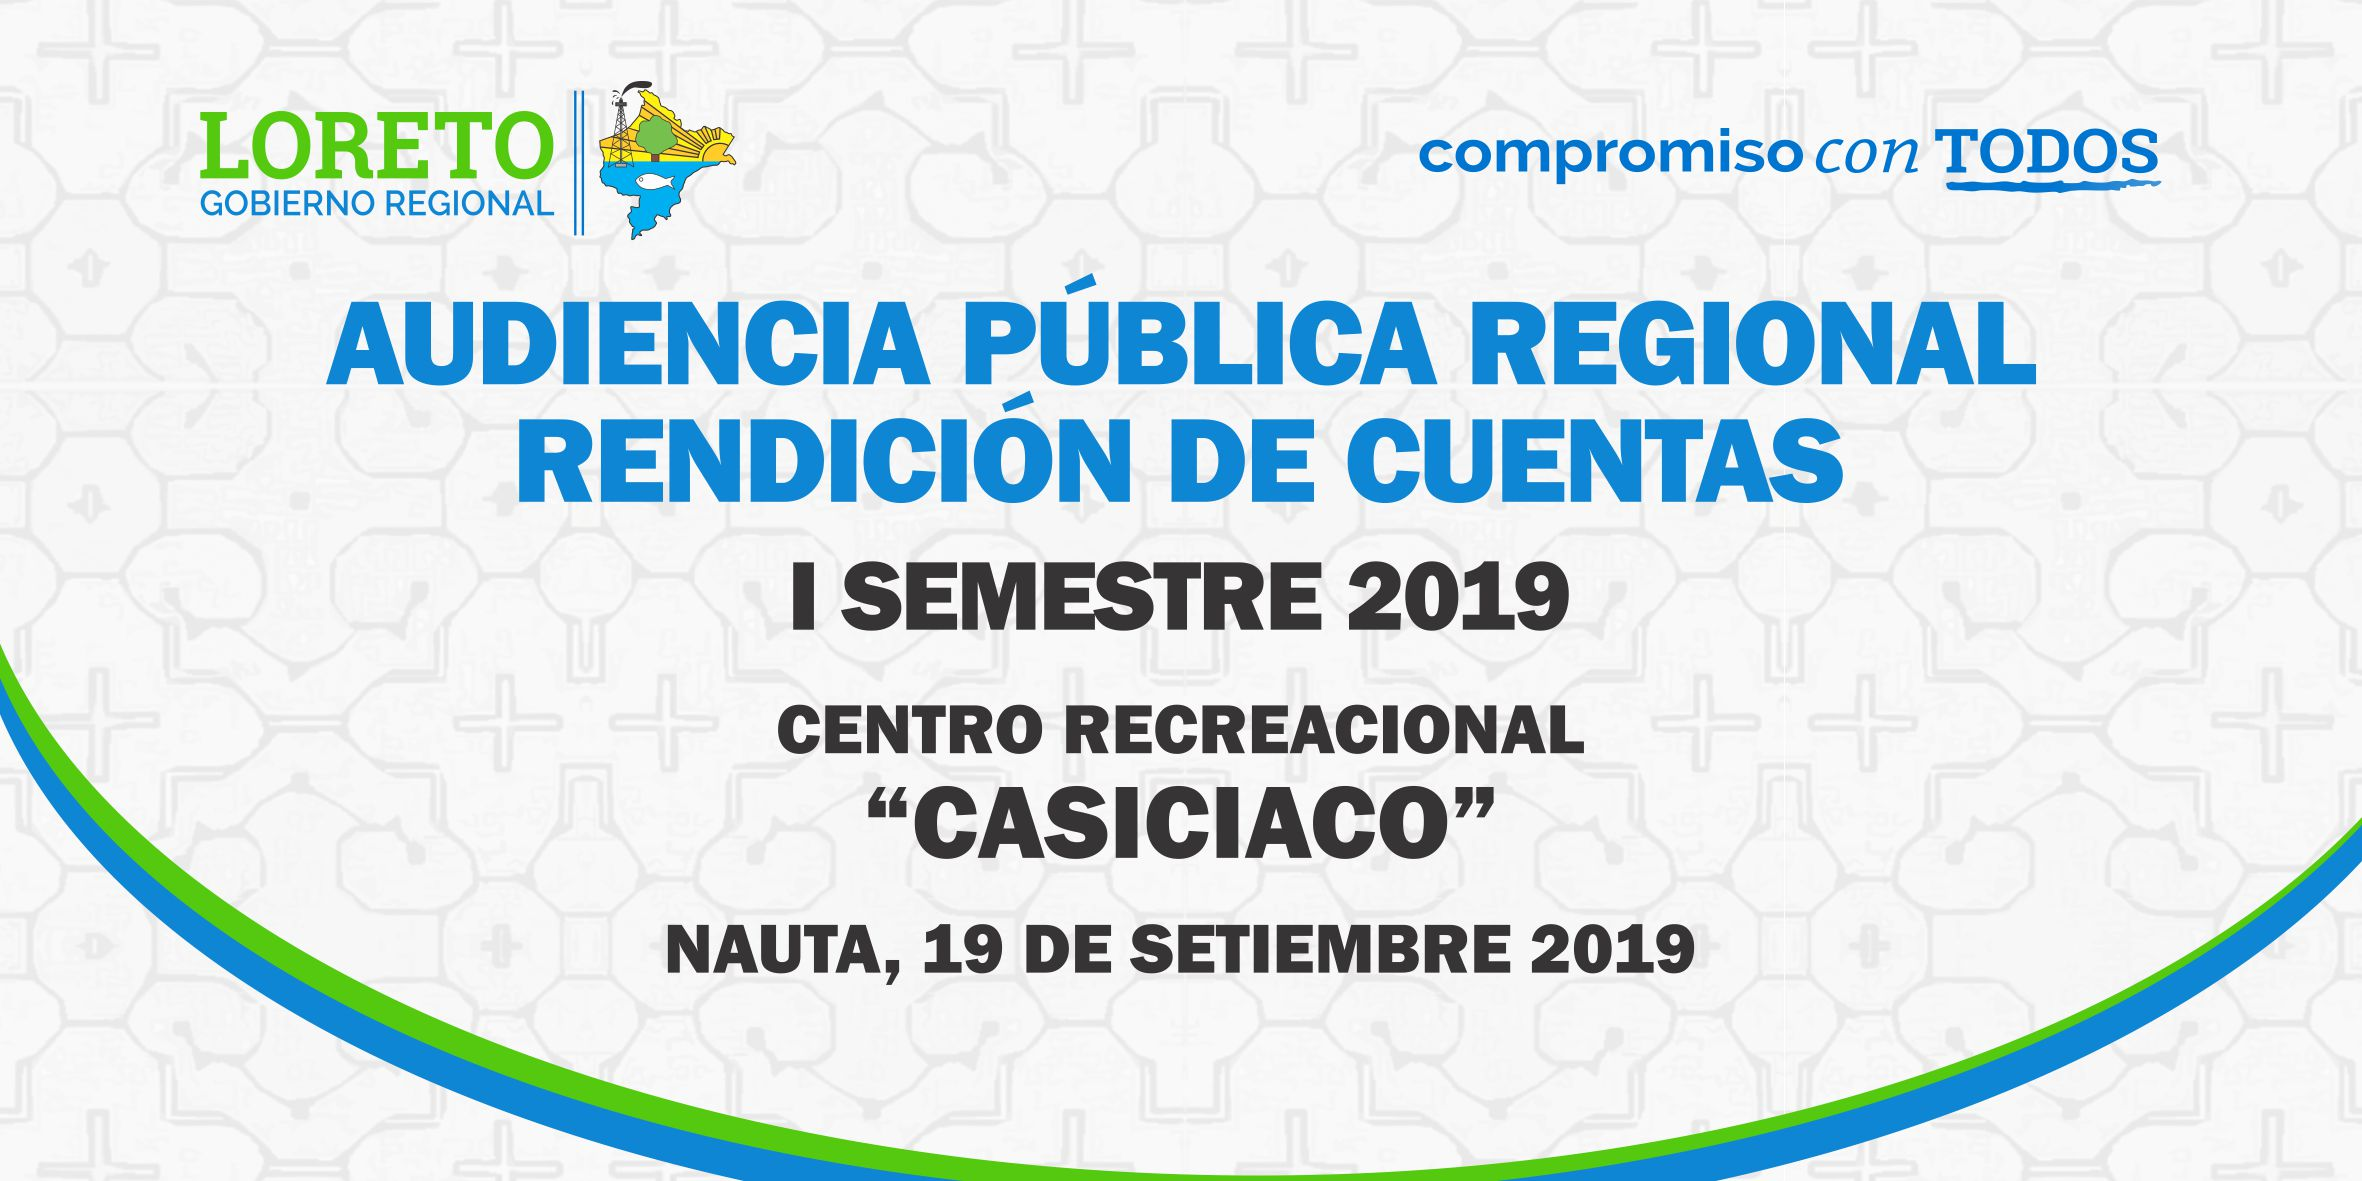 LORETO
GOBIERNO REGIONAL
compromiso con TODOS
AUDIENCIA PÚBLICA REGIONAL
RENDICIÓN DE CUENTAS
I SEMESTRE 2019
CENTRO RECREACIONAL
“CASICIACO”
NAUTA, 19 DE SETIEMBRE 2019